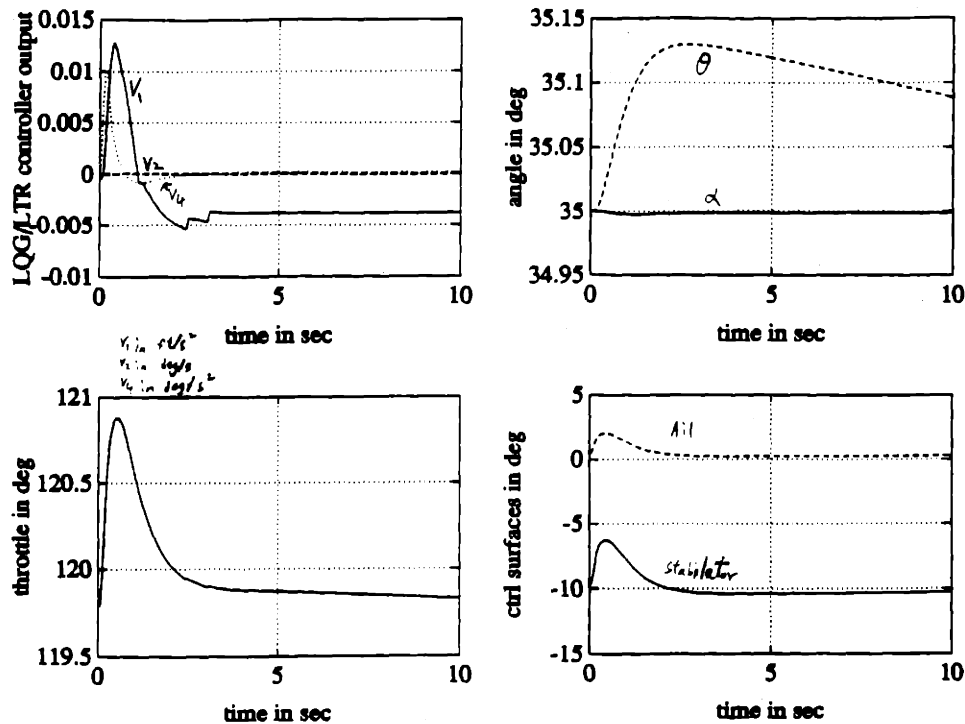 LQG/LTR controller output
0.015
0.01
0.005
0
-0.005
-0.01
V1
V2
V4
0
5
10
time in sec
angle in deg
35.15
35.1
35.05
35
34.95
θ
α
0
5
10
time in sec
V1 in ft/s²
V2 in deg/s
V4 in deg/s²
throttle in deg
121
120.5
120
119.5
0
5
10
time in sec
ctrl surfaces in deg
5
0
-5
-10
-15
Ail
Stabilator
0
5
10
time in sec